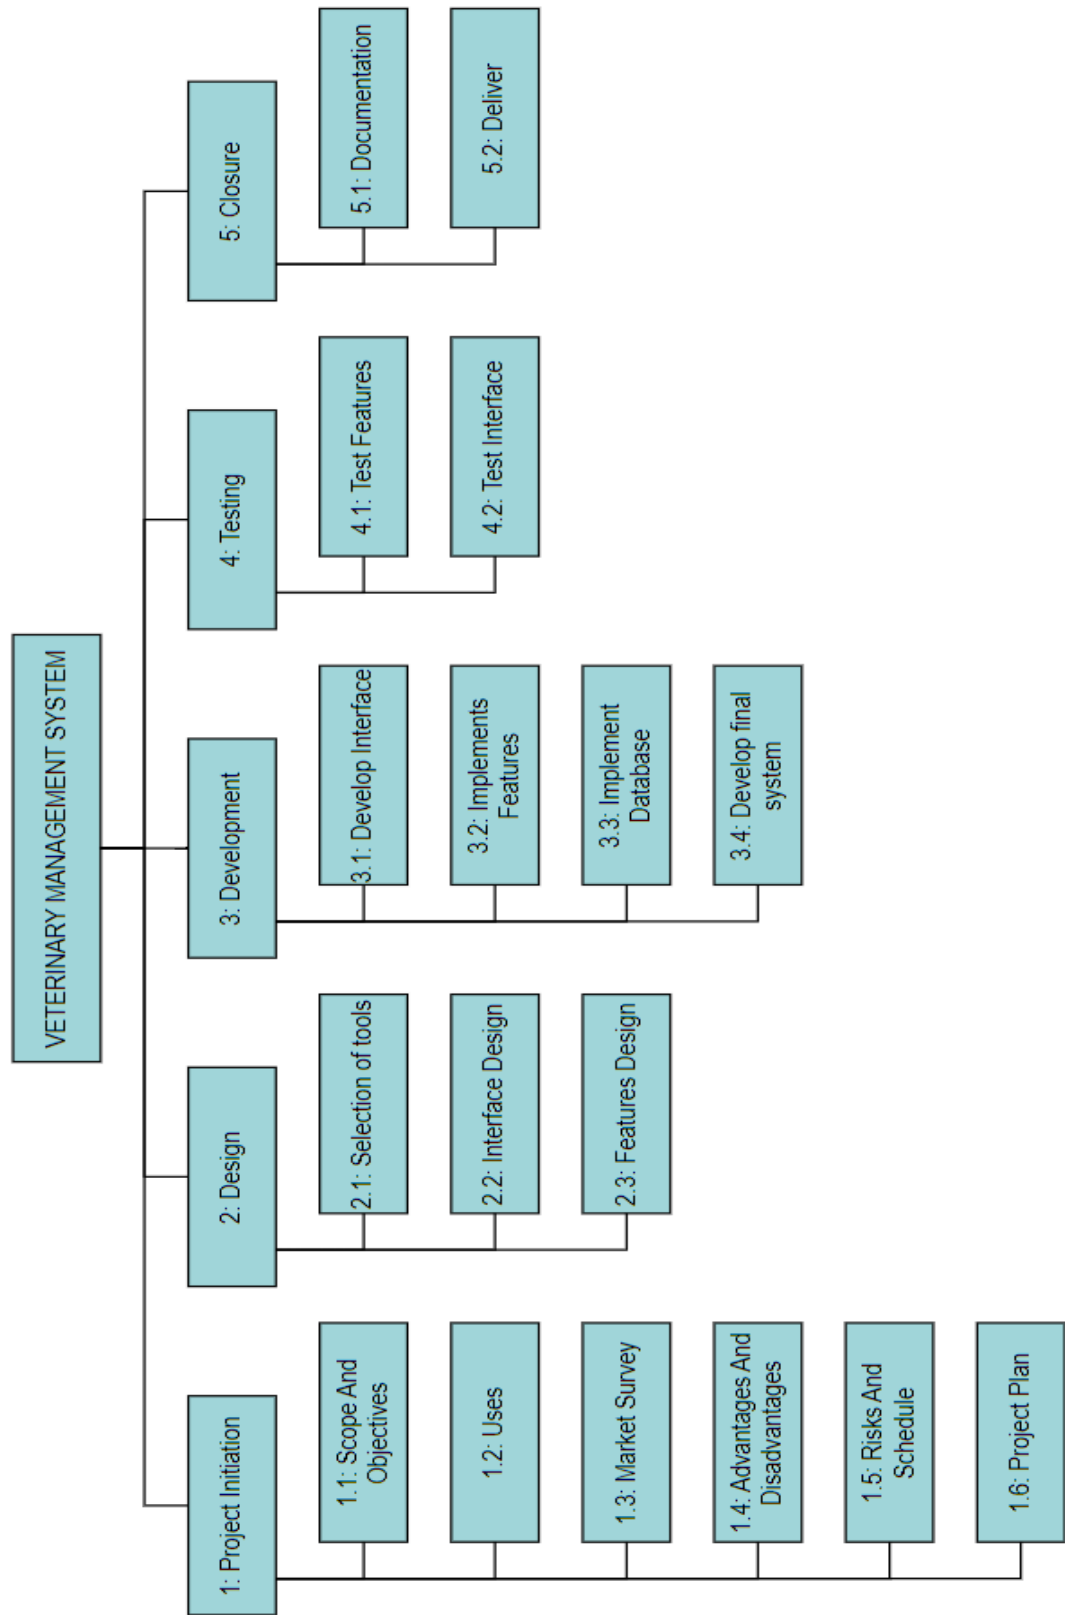 VETERINARY MANAGEMENT SYSTEM
1: Project Initiation
1.1: Scope And
Objectives
1.2: Uses
1.3: Market Survey
1.4: Advantages And
Disadvantages
1.5: Risks And
Schedule
1.6: Project Plan
2: Design
2.1: Selection of tools
2.2: Interface Design
2.3: Features Design
3: Development
3.1: Develop Interface
3.2: Implements
Features
3.3: Implement
Database
3.4: Develop final
system
4: Testing
4.1: Test Features
4.2: Test Interface
5: Closure
5.1: Documentation
5.2: Deliver